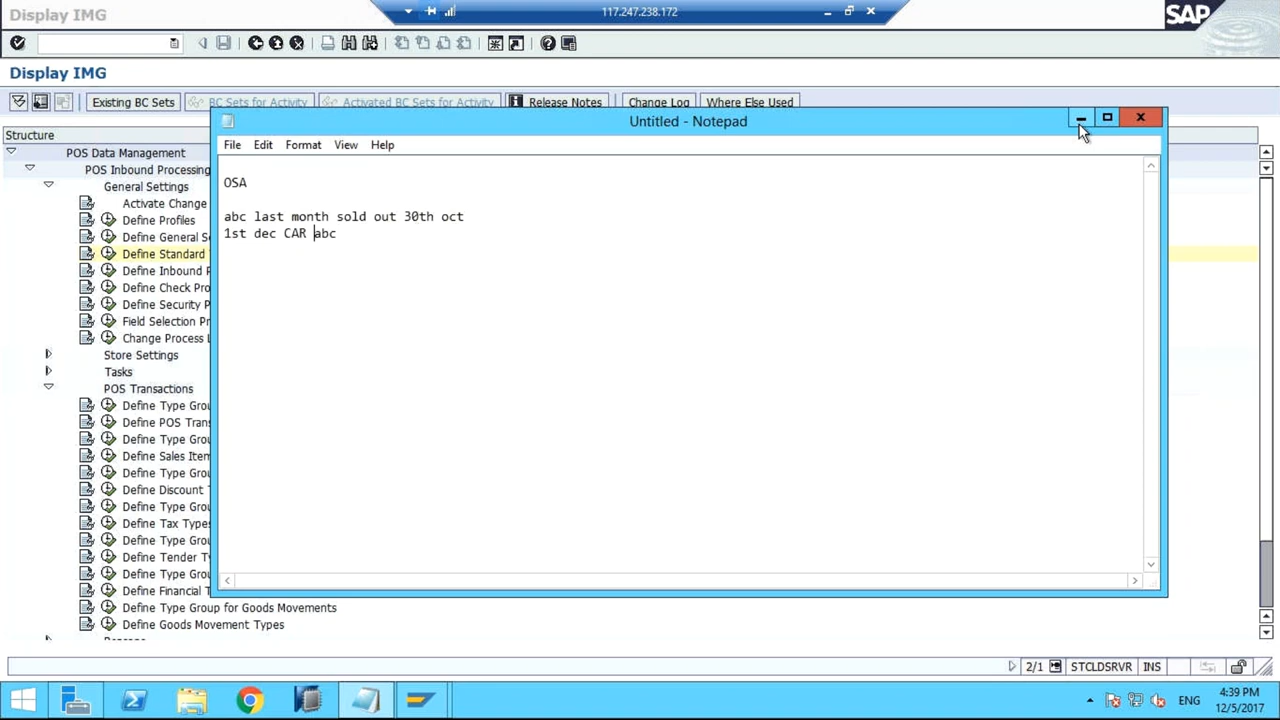 Display IMG
117.247.238.172
SAP
Display IMG
Existing BC Sets
BC Sets for Activity
Activated BC Sets for Activity
Release Notes
Change Log
Where Else Used
Structure
POS Data Management
POS Inbound Processing
General Settings
Activate Change
Define Profiles
Define General S
Define Standard
Define Inbound P
Define Check Pro
Define Security P
Field Selection Pr
Change Process L
Store Settings
Tasks
POS Transactions
Define Type Grou
Define POS Trans
Define Type Grou
Define Sales Item
Define Type Grou
Define Discount T
Define Type Grou
Define Tax Types
Define Type Grou
Define Tender Ty
Define Type Grou
Define Financial T
Define Type Group for Goods Movements
Define Goods Movement Types
Untitled - Notepad
File Edit Format View Help
OSA
abc last month sold out 30th oct
1st dec CAR abc
2/1 STCLDSRVR INS
ENG
4:39 PM
12/5/2017